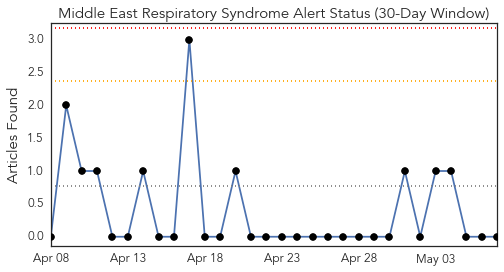 Middle East Respiratory Syndrome Alert Status (30-Day Window)
Articles Found
3.0
2.5
2.0
1.5
1.0
0.5
0.0
Apr 08 Apr 13 Apr 18 Apr 23 Apr 28 May 03